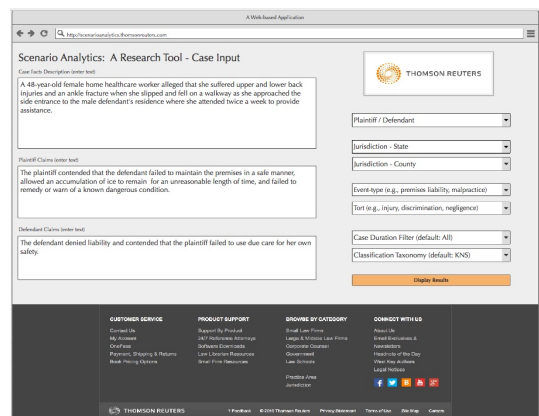 A Web-based Application
http://scenarioanalytics.thomsonreuters.com
Scenario Analytics: A Research Tool - Case Input
Case Facts Description (enter text)
A 48-year-old female home healthcare worker alleged that she suffered upper and lower back
injuries and an ankle fracture when she slipped and fell on a walkway as she approached the
side entrance to the male defendant's residence where she attended twice a week to provide
assistance.
THOMSON REUTERS
Plaintiff / Defendant
Jurisdiction - State
Plaintiff Claims (enter text)
Jurisdiction - County
The plaintiff contended that the defendant failed to maintain the premises in a safe manner,
allowed an accumulation of ice to remain for an unreasonable length of time, and failed to
remedy or warn of a known dangerous condition.
Event-type (e.g., premises liability, malpractice)
Tort (e.g., injury, discrimination, negligence)
Defendant Claims (enter text)
The defendant denied liability and contended that the plaintiff failed to use due care for her own
safety.
Case Duration Filter (default: All)
Classification Taxonomy (default: KNS)
Display Results
CUSTOMER SERVICE
Contact Us
My Account
OnePass
Payment, Shipping & Returns
Book Pricing Options
PRODUCT SUPPORT
Support By Product
24/7 Reference Attorneys
Software Downloads
Law Librarian Resources
Small Firm Resources
BROWSE BY CATEGORY
Small Law Firms
Large & Midsize Law Firms
Corporate Counsel
Government
Law Schools
Practice Area
Jurisdiction
CONNECT WITH US
About Us
Email Exclusives &
Newsletters
Headnote of the Day
West Key Authors
Legal Notices
THOMSON REUTERS
Feedback
Thomson Reuters
Privacy Statement
Terms of Use
Site Map
Careers